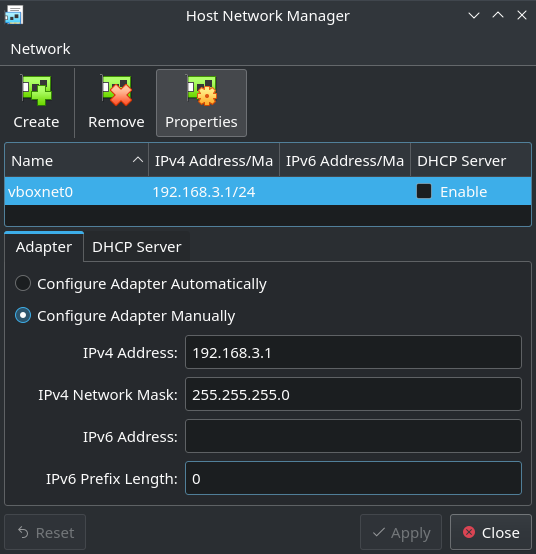 Host Network Manager
Network
Create Remove Properties
Name IPv4 Address/Ma IPv6 Address/Ma DHCP Server
vboxnet0 192.168.3.1/24 Enable
Adapter DHCP Server
Configure Adapter Automatically
Configure Adapter Manually
IPv4 Address: 192.168.3.1
IPv4 Network Mask: 255.255.255.0
IPv6 Address:
IPv6 Prefix Length: 0
Reset Apply Close